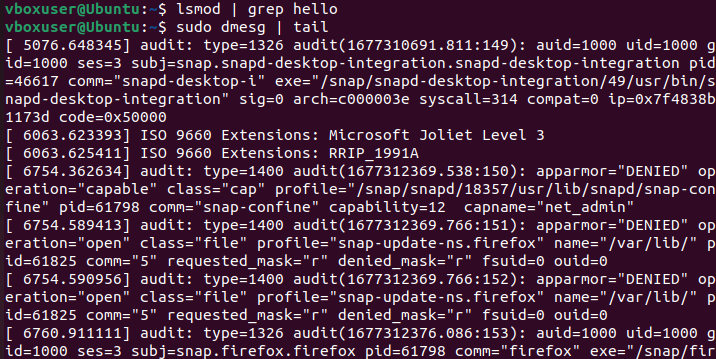 vboxuser@Ubuntu:~$ lsmod | grep hello
vboxuser@Ubuntu:~$ sudo dmesg | tail
[ 5076.648345] audit: type=1326 audit(1677310691.811:149): auid=1000 uid=1000 g
id=1000 ses=3 subj=snap.snapd-desktop-integration.snapd-desktop-integration pid
=46617 comm="snapd-desktop-i" exe="/snap/snapd-desktop-integration/49/usr/bin/s
napd-desktop-integration" sig=0 arch=c000003e syscall=314 compat=0 ip=0x7f4838b
1173d code=0x50000
[ 6063.623393] ISO 9660 Extensions: Microsoft Joliet Level 3
[ 6063.625411] ISO 9660 Extensions: RRIP_1991A
[ 6754.362634] audit: type=1400 audit(1677312369.538:150): apparmor="DENIED" op
eration="capable" class="cap" profile="/snap/snapd/18357/usr/lib/snapd/snap-con
fine" pid=61798 comm="snap-confine" capability=12  capname="net_admin"
[ 6754.589413] audit: type=1400 audit(1677312369.766:151): apparmor="DENIED" op
eration="open" class="file" profile="snap-update-ns.firefox" name="/var/lib/" p
id=61825 comm="5" requested_mask="r" denied_mask="r" fsuid=0 ouid=0
[ 6754.590956] audit: type=1400 audit(1677312369.766:152): apparmor="DENIED" op
eration="open" class="file" profile="snap-update-ns.firefox" name="/var/lib/" p
id=61825 comm="5" requested_mask="r" denied_mask="r" fsuid=0 ouid=0
[ 6760.911111] audit: type=1326 audit(1677312376.086:153): auid=1000 uid=1000 g
id=1000 ses=3 subj=snap.firefox.firefox pid=61798 comm="firefox" exe="/snap/fir